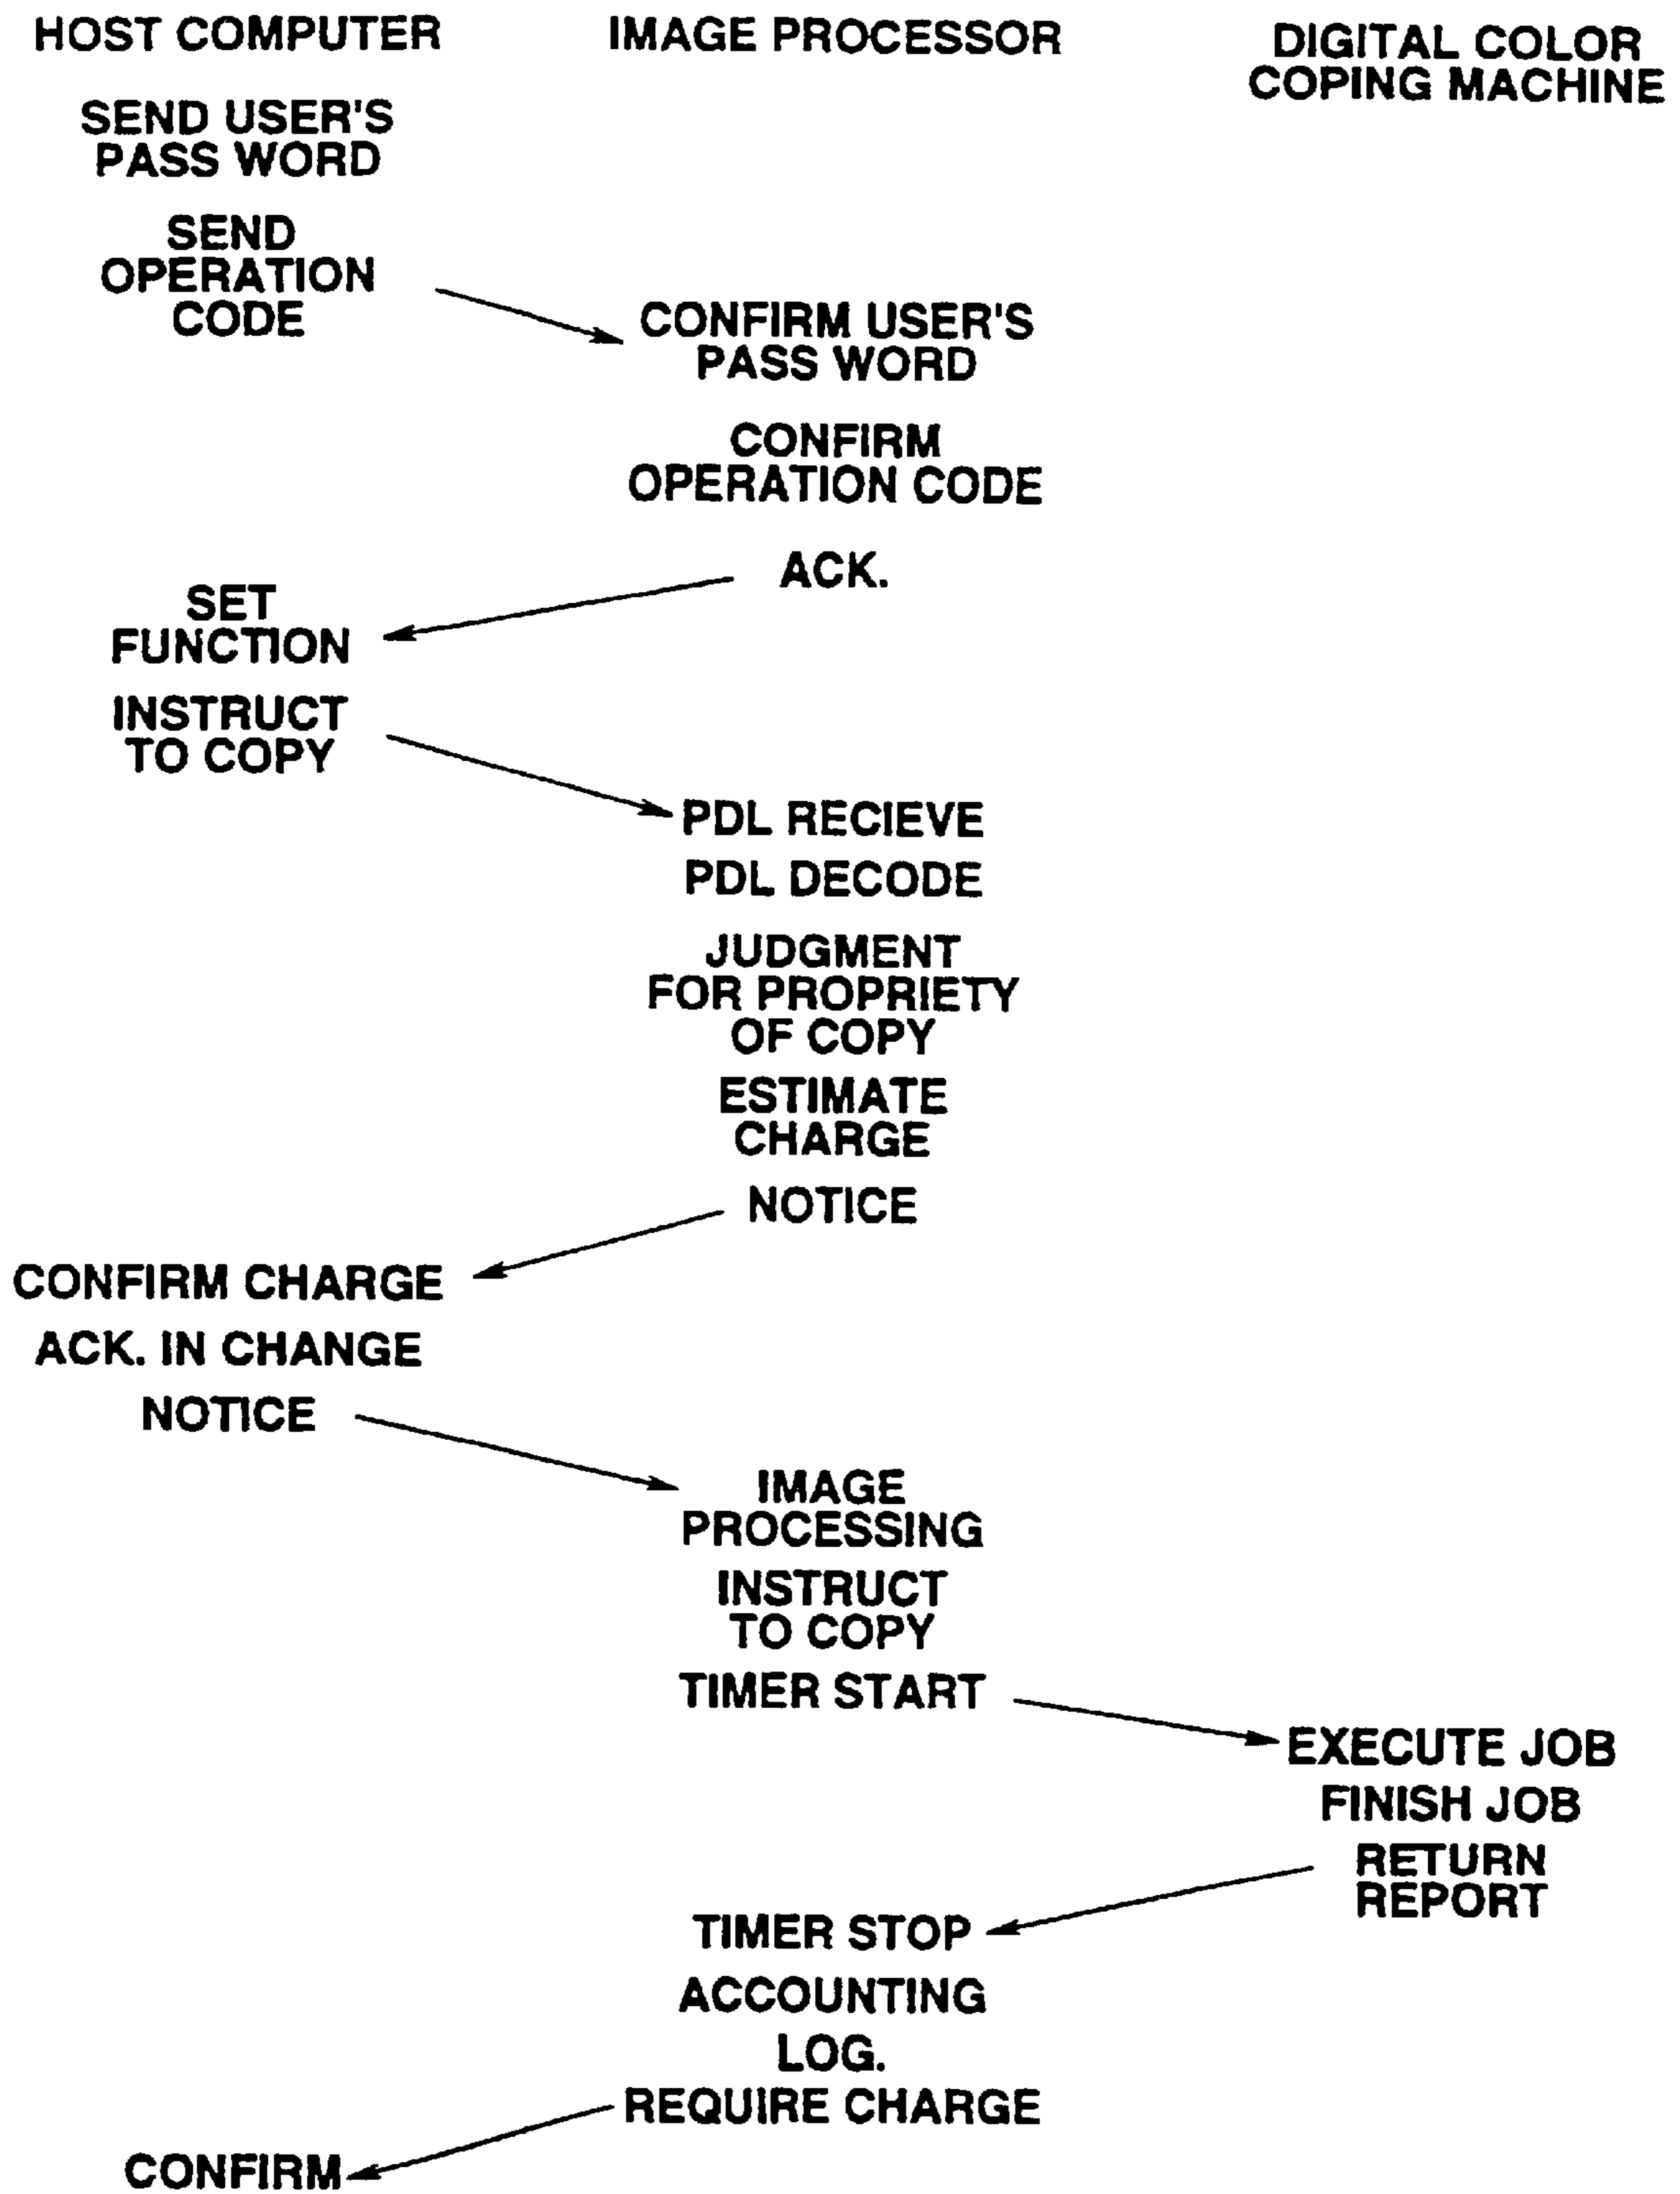 HOST COMPUTER
IMAGE PROCESSOR
DIGITAL COLOR
COPING MACHINE
SEND USER'S
PASS WORD
SEND
OPERATION
CODE
CONFIRM USER'S
PASS WORD
CONFIRM
OPERATION CODE
ACK.
SET
FUNCTION
INSTRUCT
TO COPY
PDL RECIEVE
PDL DECODE
JUDGMENT
FOR PROPRIETY
OF COPY
ESTIMATE
CHARGE
NOTICE
CONFIRM CHARGE
ACK. IN CHANGE
NOTICE
IMAGE
PROCESSING
INSTRUCT
TO COPY
TIMER START
EXECUTE JOB
FINISH JOB
RETURN
REPORT
TIMER STOP
ACCOUNTING
LOG.
REQUIRE CHARGE
CONFIRM